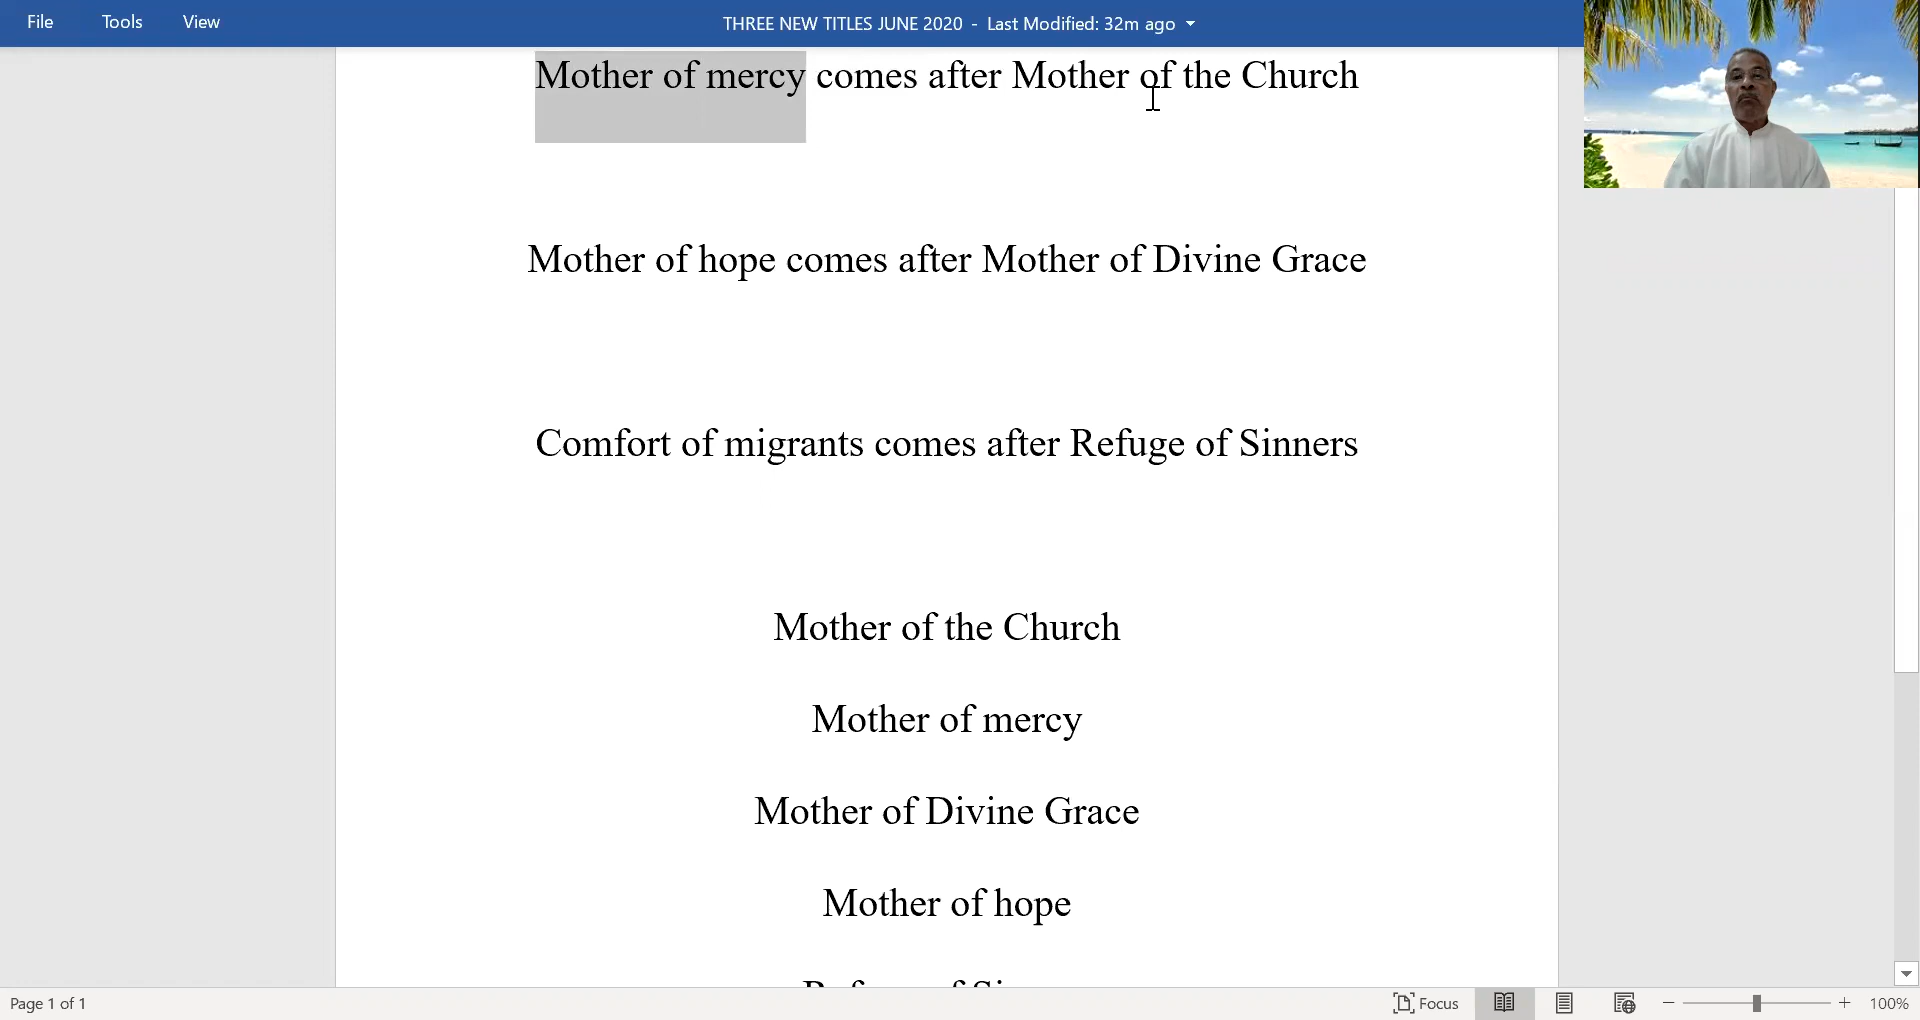 File Tools View THREE NEW TITLES JUNE 2020 - Last Modified: 32m ago
Mother of mercy comes after Mother of the Church
Mother of hope comes after Mother of Divine Grace
Comfort of migrants comes after Refuge of Sinners
Mother of the Church
Mother of mercy
Mother of Divine Grace
Mother of hope
Page 1 of 1 Focus 100%